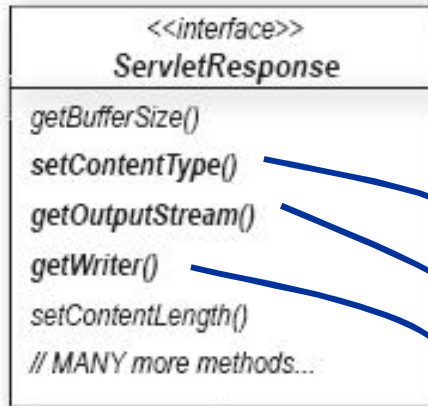 <<interface>>
ServletResponse
getBufferSize()
setContentType()
getOutputStream()
getWriter()
setContentLength()
// MANY more methods...